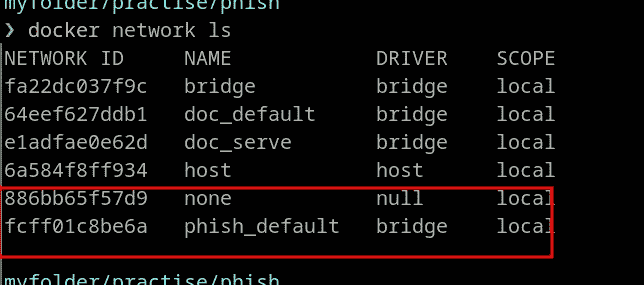 myfolder/practise/phish
❯ docker network ls
NETWORK ID     NAME            DRIVER    SCOPE
fa22dc037f9c   bridge          bridge    local
64eef627ddb1   doc_default     bridge    local
e1adfae0e62d   doc_serve       bridge    local
6a584f8ff934   host            host      local
886bb65f57d9   none            null      local
fcff01c8be6a   phish_default   bridge    local
myfolder/practise/phish